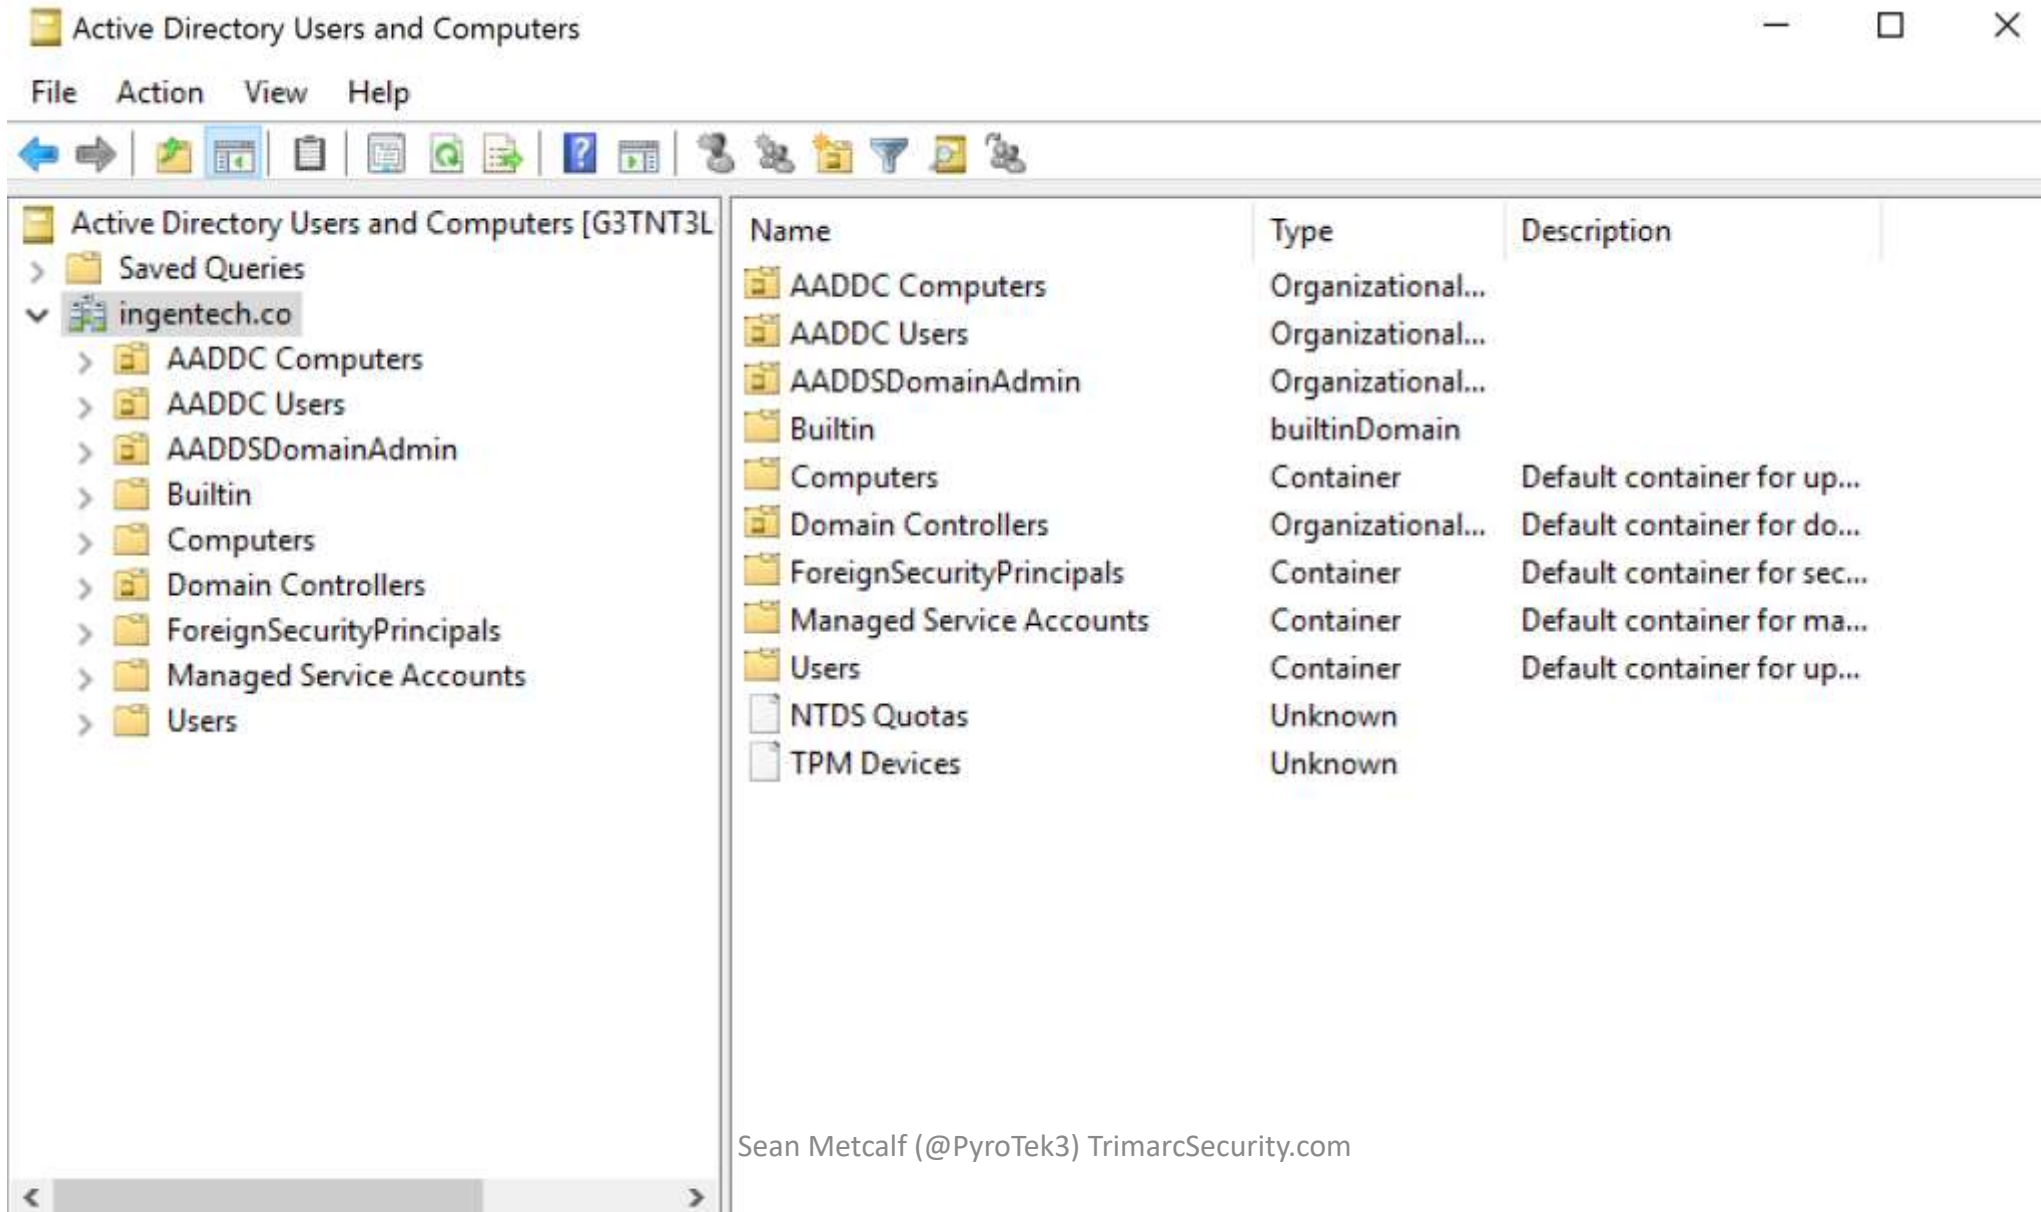 Active Directory Users and Computers
File Action View Help
Active Directory Users and Computers [G3TNT3L
Saved Queries
ingentech.co
AADDC Computers
AADDC Users
AADDSDomainAdmin
Builtin
Computers
Domain Controllers
ForeignSecurityPrincipals
Managed Service Accounts
Users
Name Type Description
AADDC Computers Organizational...
AADDC Users Organizational...
AADDSDomainAdmin Organizational...
Builtin builtinDomain
Computers Container Default container for up...
Domain Controllers Organizational... Default container for do...
ForeignSecurityPrincipals Container Default container for sec...
Managed Service Accounts Container Default container for ma...
Users Container Default container for up...
NTDS Quotas Unknown
TPM Devices Unknown
Sean Metcalf (@PyroTek3) TrimarcSecurity.com